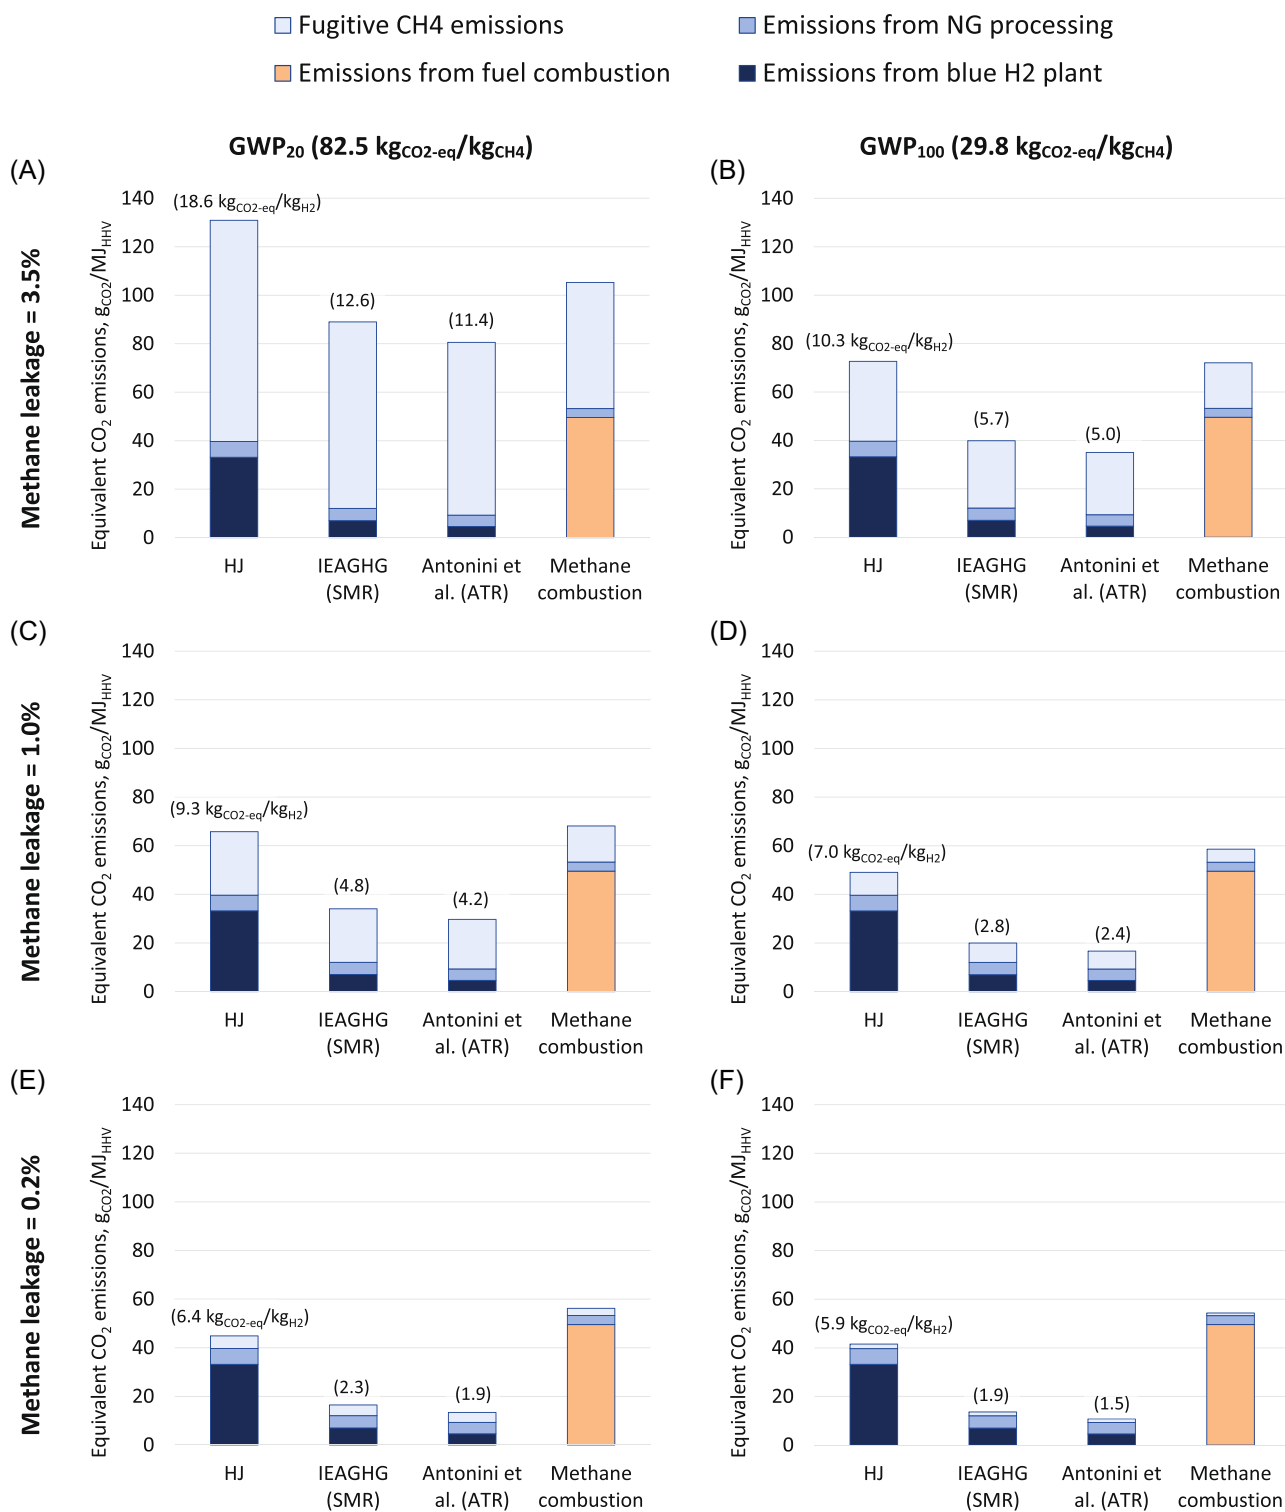 Fugitive CH4 emissions
Emissions from NG processing
Emissions from fuel combustion
Emissions from blue H2 plant
GWP20 (82.5 kgCO2-eq/kgCH4)
GWP100 (29.8 kgCO2-eq/kgCH4)
Methane leakage = 3.5%
(A)
Equivalent CO2 emissions, gCO2/MJHHV
140
120
100
80
60
40
20
0
(18.6 kgCO2-eq/kgH2)
(12.6)
(11.4)
HJ
IEAGHG
(SMR)
Antonini et
al. (ATR)
Methane
combustion
(B)
Equivalent CO2 emissions, gCO2/MJHHV
140
120
100
80
60
40
20
0
(10.3 kgCO2-eq/kgH2)
(5.7)
(5.0)
HJ
IEAGHG
(SMR)
Antonini et
al. (ATR)
Methane
combustion
Methane leakage = 1.0%
(C)
Equivalent CO2 emissions, gCO2/MJHHV
140
120
100
80
60
40
20
0
(9.3 kgCO2-eq/kgH2)
(4.8)
(4.2)
HJ
IEAGHG
(SMR)
Antonini et
al. (ATR)
Methane
combustion
(D)
Equivalent CO2 emissions, gCO2/MJHHV
140
120
100
80
60
40
20
0
(7.0 kgCO2-eq/kgH2)
(2.8)
(2.4)
HJ
IEAGHG
(SMR)
Antonini et
al. (ATR)
Methane
combustion
Methane leakage = 0.2%
(E)
Equivalent CO2 emissions, gCO2/MJHHV
140
120
100
80
60
40
20
0
(6.4 kgCO2-eq/kgH2)
(2.3)
(1.9)
HJ
IEAGHG
(SMR)
Antonini et
al. (ATR)
Methane
combustion
(F)
Equivalent CO2 emissions, gCO2/MJHHV
140
120
100
80
60
40
20
0
(5.9 kgCO2-eq/kgH2)
(1.9)
(1.5)
HJ
IEAGHG
(SMR)
Antonini et
al. (ATR)
Methane
combustion